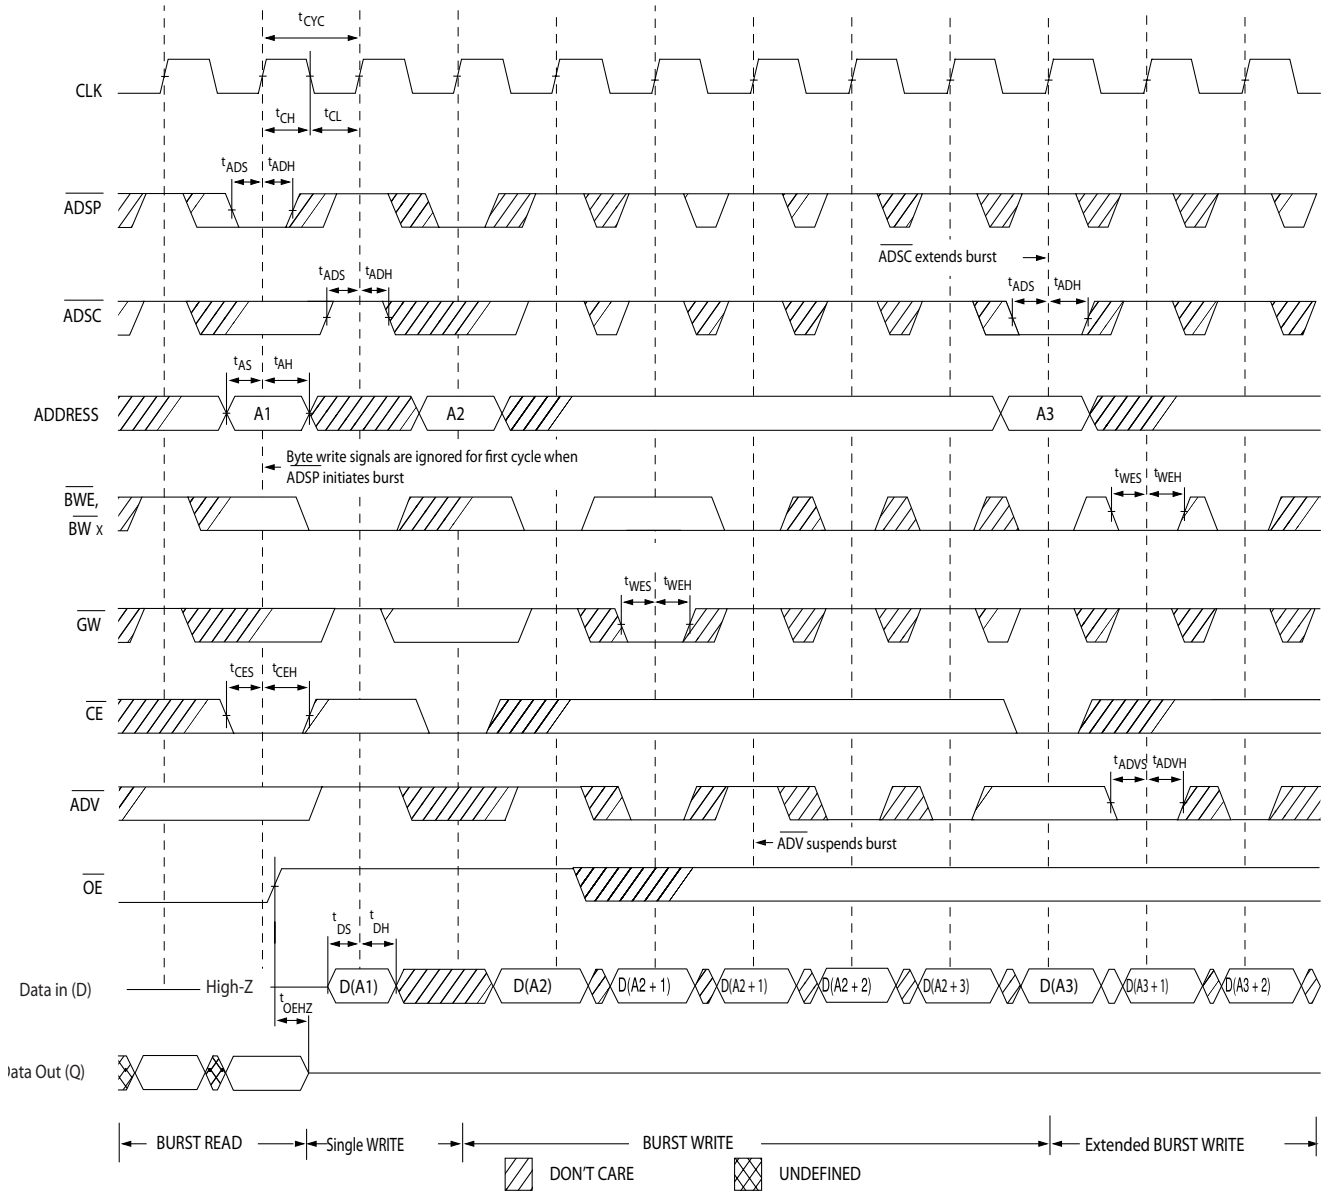 tCYC
CLK
tCH tCL
tADS tADH
ADSP
ADSC extends burst
tADS tADH tADS tADH
ADSC
tAS tAH
ADDRESS A1 A2 A3
Byte write signals are ignored for first cycle when
ADSP initiates burst
BWE,
BW x
tWES tWEH
tWES tWEH
GW
tCES tCEH
CE
tADVS tADVH
ADV
ADV suspends burst
OE
tDS tDH
Data in (D) High-Z D(A1) D(A2) D(A2 + 1) D(A2 + 1) D(A2 + 2) D(A2 + 3) D(A3) D(A3 + 1) D(A3 + 2)
tOEHZ
ata Out (Q)
BURST READ Single WRITE BURST WRITE Extended BURST WRITE
DON'T CARE UNDEFINED